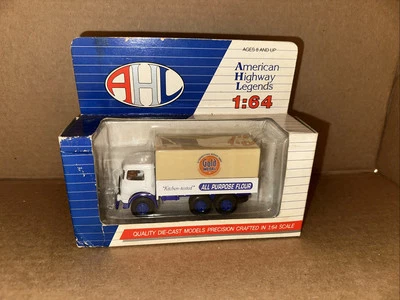 AGES 8 AND UP
AHL
American
Highway
Legends
1:64
Gold
"Kitchen-tested"
ALL PURPOSE FLOUR
QUALITY DIE-CAST MODELS PRECISION CRAFTED IN 1:64 SCALE